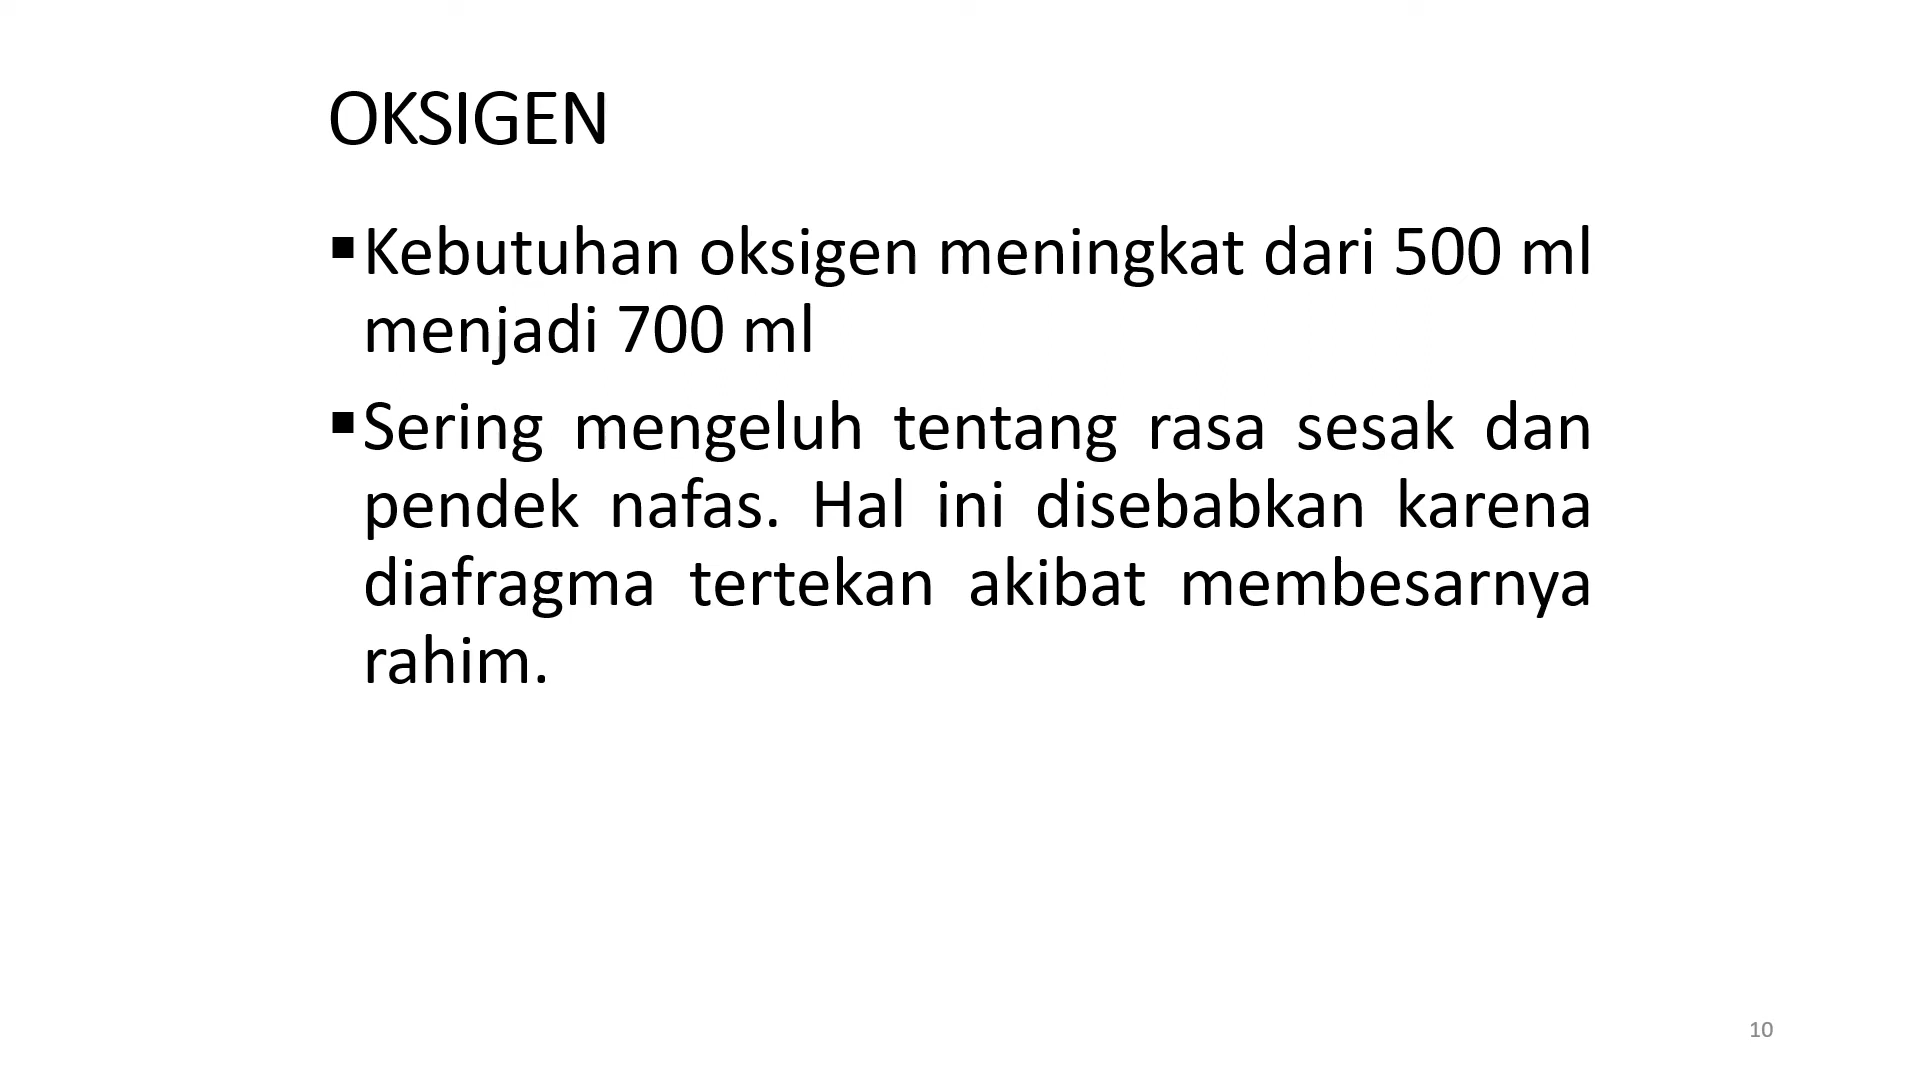 OKSIGEN
▪Kebutuhan oksigen meningkat dari 500 ml
menjadi 700 ml
▪Sering mengeluh tentang rasa sesak dan
pendek nafas. Hal ini disebabkan karena
diafragma tertekan akibat membesarnya
rahim.
10